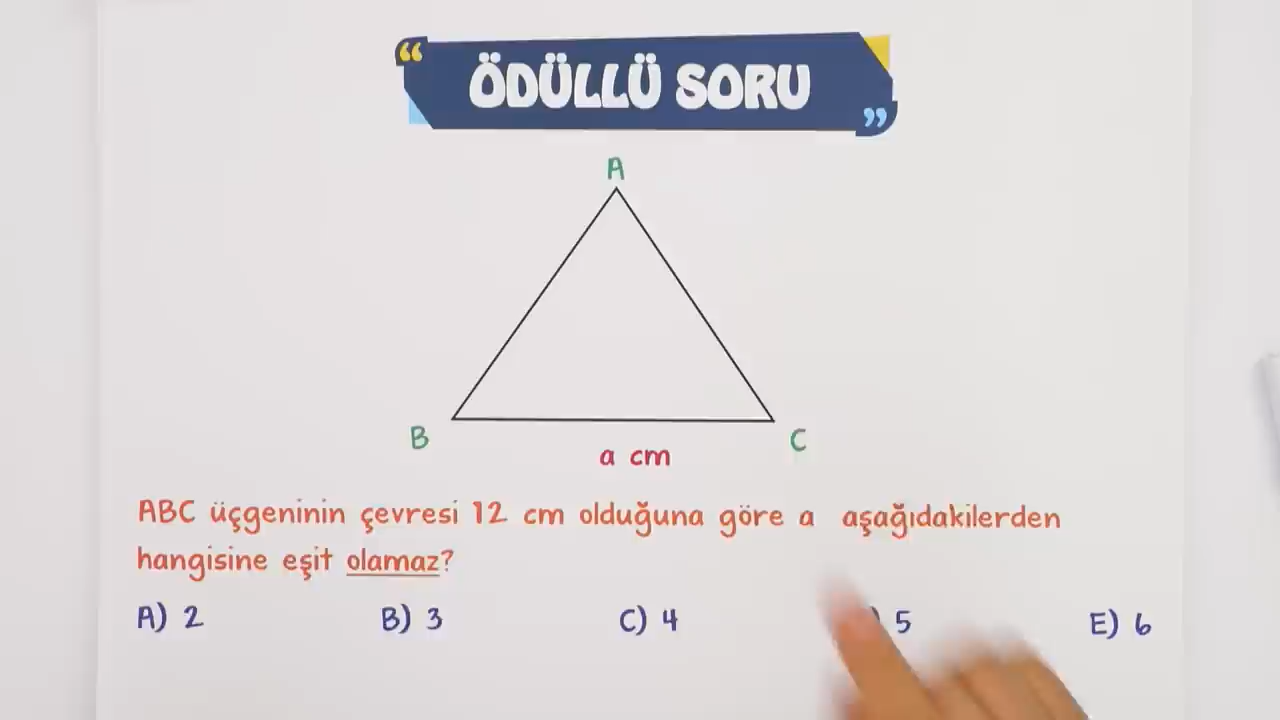 ÖDÜLLÜ SORU
A
B
C
a cm
ABC üçgeninin çevresi 12 cm olduğuna göre a aşağıdakilerden
hangisine eşit olamaz?
A) 2 B) 3 C) 4 ) 5 E) 6